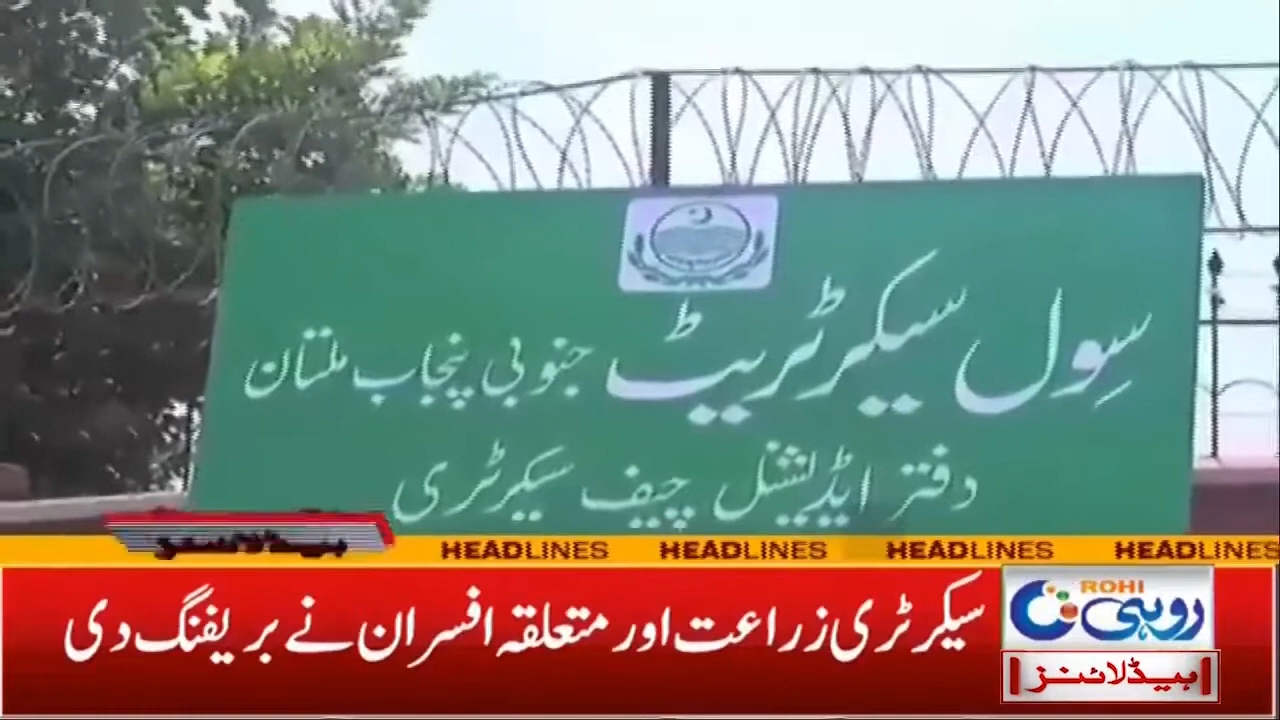 سِول سیکرٹریٹ جنوبی پنجاب ملتان
دفتر ایڈیشنل چیف سیکرٹری
ہیڈلائنز
HEADLINES HEADLINES HEADLINES HEADLINES
سیکرٹری زراعت اور متعلقہ افسران نے بریفنگ دی
ROHI
روہی
ہیڈلائنز